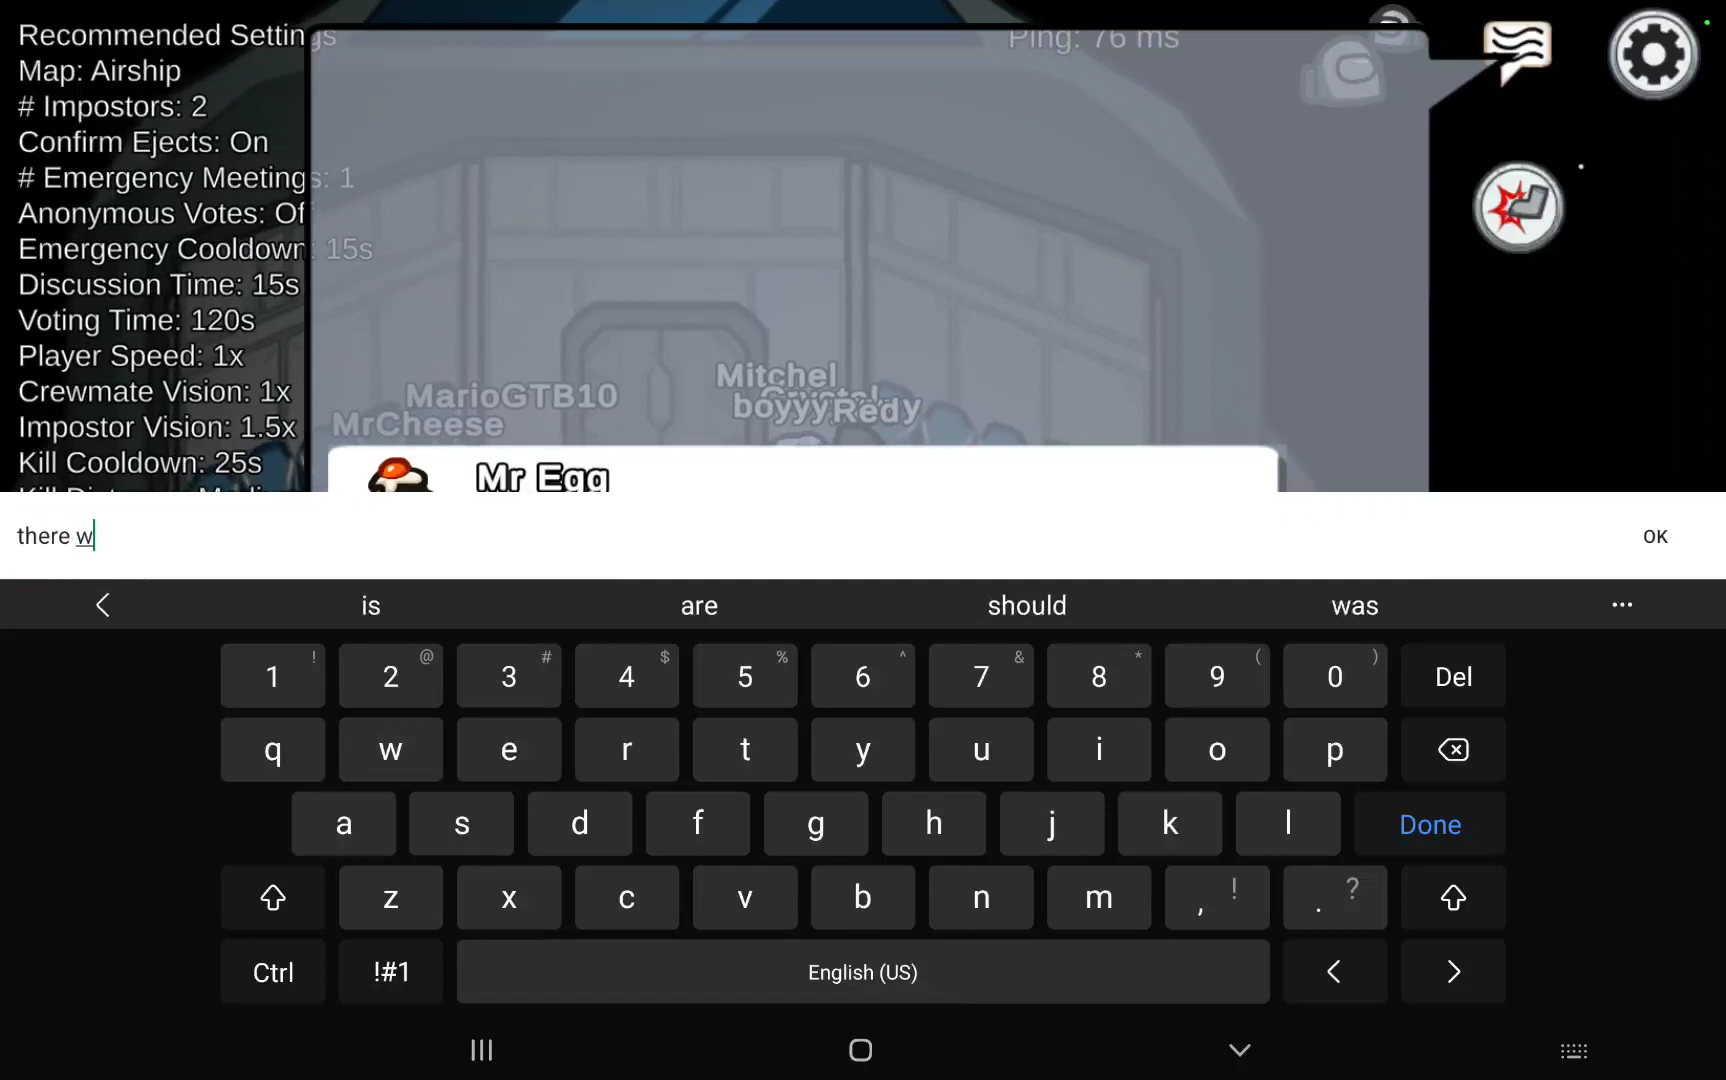 Recommended Settings
Map: Airship
# Impostors: 2
Confirm Ejects: On
# Emergency Meetings: 1
Anonymous Votes: Of
Emergency Cooldown: 15s
Discussion Time: 15s
Voting Time: 120s
Player Speed: 1x
Crewmate Vision: 1x
Impostor Vision: 1.5x
Kill Cooldown: 25s
Ping: 76 ms
Mitchel
Crystal
MarioGTB10
boyyy
Redy
MrCheese
Mr Egg
there w
OK
is are should was ...
1 ! 2 @ 3 # 4 $ 5 % 6 ^ 7 & 8 * 9 ( 0 ) Del
q w e r t y u i o p
a s d f g h j k l Done
z x c v b n m , ! . ?
Ctrl !#1 English (US) < >